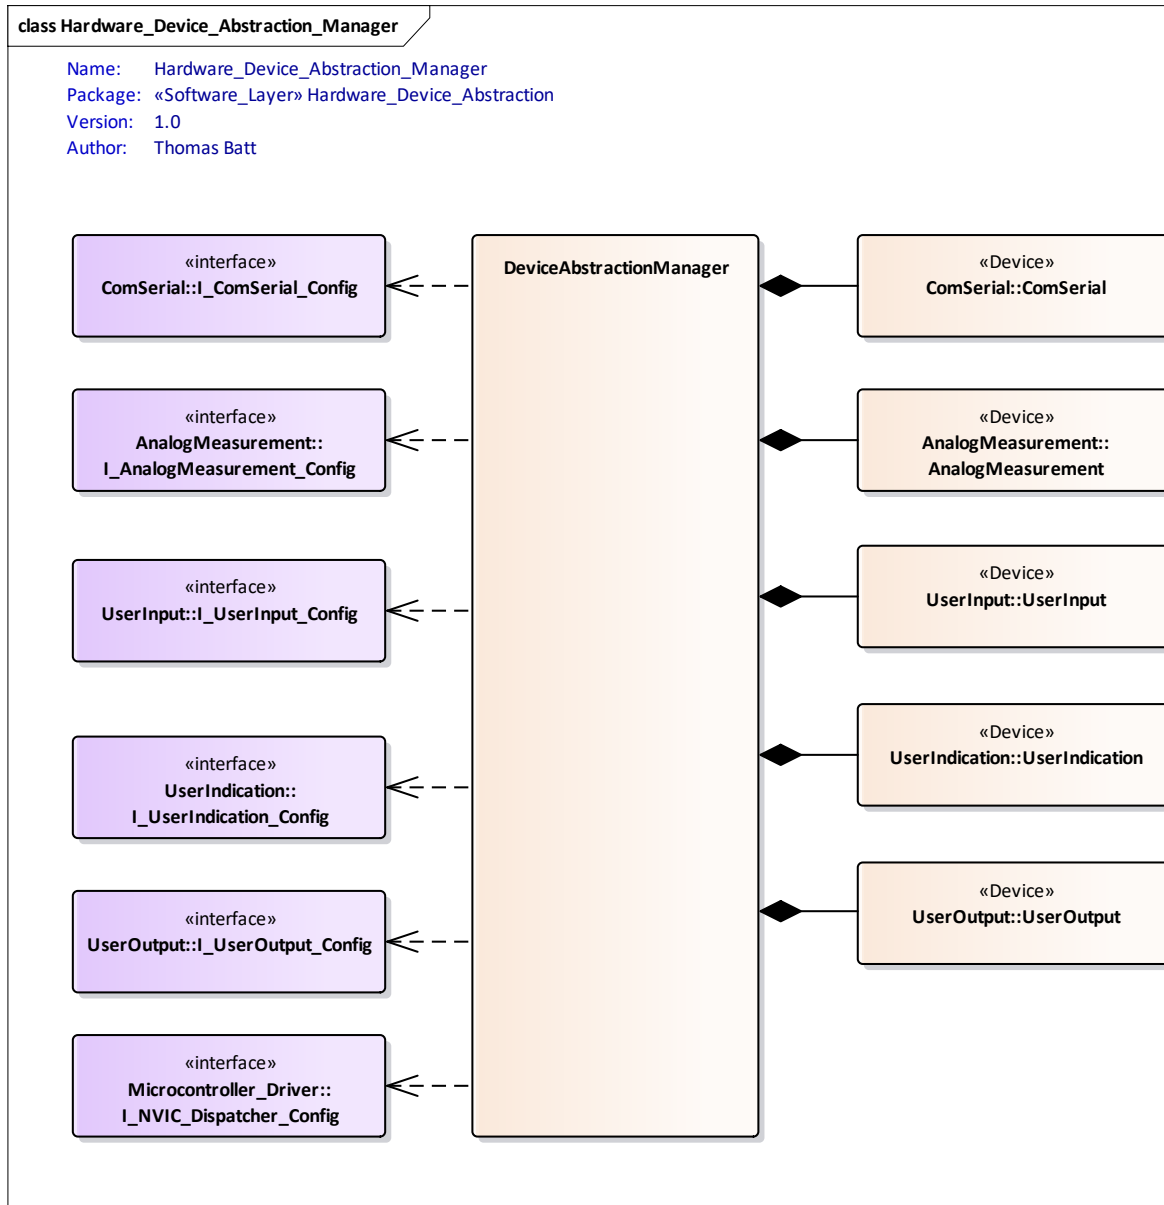 class Hardware_Device_Abstraction_Manager
Name: Hardware_Device_Abstraction_Manager
Package: «Software_Layer» Hardware_Device_Abstraction
Version: 1.0
Author: Thomas Batt
«interface»
ComSerial::I_ComSerial_Config
«interface»
AnalogMeasurement::
I_AnalogMeasurement_Config
«interface»
UserInput::I_UserInput_Config
«interface»
UserIndication::
I_UserIndication_Config
«interface»
UserOutput::I_UserOutput_Config
«interface»
Microcontroller_Driver::
I_NVIC_Dispatcher_Config
DeviceAbstractionManager
«Device»
ComSerial::ComSerial
«Device»
AnalogMeasurement::
AnalogMeasurement
«Device»
UserInput::UserInput
«Device»
UserIndication::UserIndication
«Device»
UserOutput::UserOutput